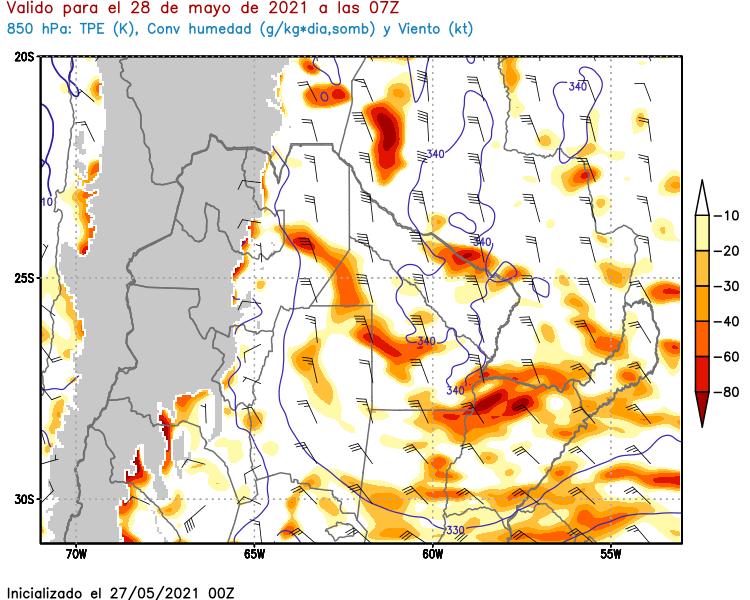 Valido para el 28 de mayo de 2021 a las 07Z
850 hPa: TPE (K), Conv humedad (g/kg*dia,somb) y Viento (kt)
20S
340
340
10
340
-10
-20
25S
-30
340
-40
-60
340
-80
30S
330
70W 65W 60W 55W
Inicializado el 27/05/2021 00Z